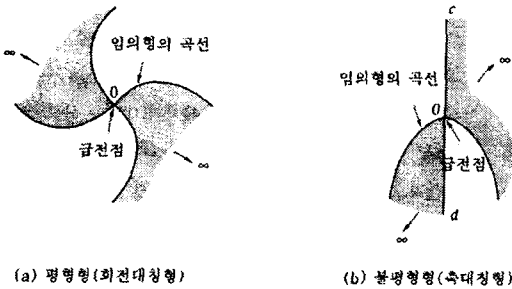 ∞
임의형의 곡선
0
급전점
∞
(a) 평형형(회전대칭형)
c
∞
임의형의 곡선
0
급전점
d
∞
(b) 불평형형(축대칭형)